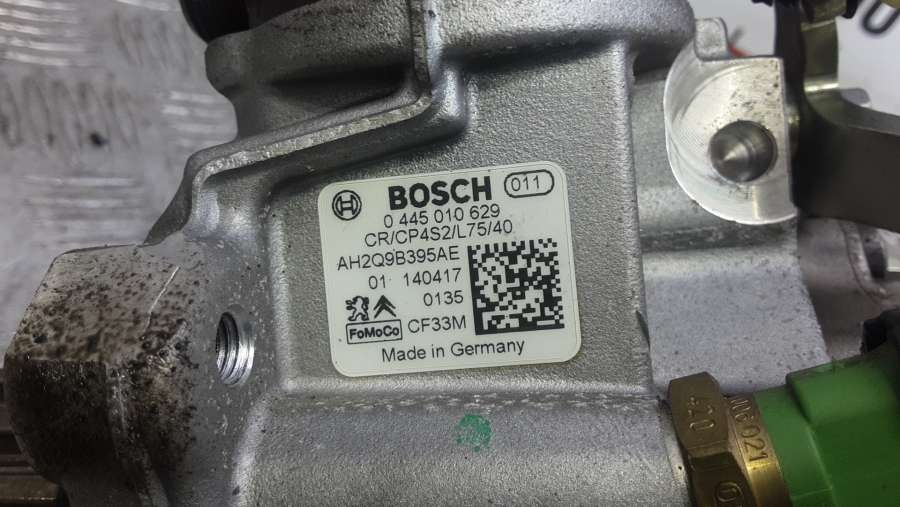 BOSCH 011
0 445 010 629
CR/CP4S2/L75/40
AH2Q9B395AE
01 140417
0135
FoMoCo CF33M
Made in Germany
420